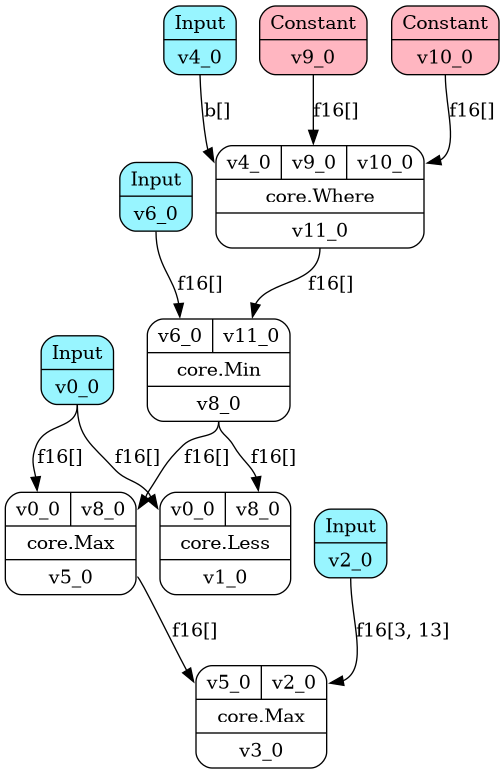 Input
v4_0
Constant
v9_0
Constant
v10_0
b[]
f16[]
f16[]
v4_0 v9_0 v10_0
core.Where
v11_0
Input
v6_0
f16[]
f16[]
v6_0 v11_0
core.Min
v8_0
Input
v0_0
f16[]
f16[]
f16[]
f16[]
v0_0 v8_0
core.Max
v5_0
v0_0 v8_0
core.Less
v1_0
Input
v2_0
f16[]
f16[3, 13]
v5_0 v2_0
core.Max
v3_0